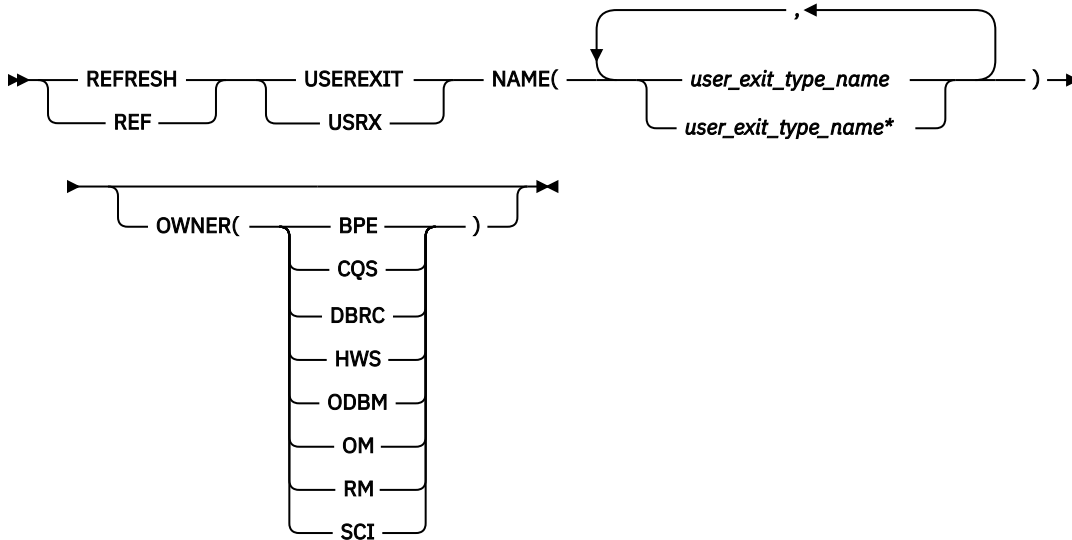 ,
REFRESH USEREXIT NAME( user_exit_type_name )
REF USRX user_exit_type_name*
OWNER( BPE )
CQS
DBRC
HWS
ODBM
OM
RM
SCI